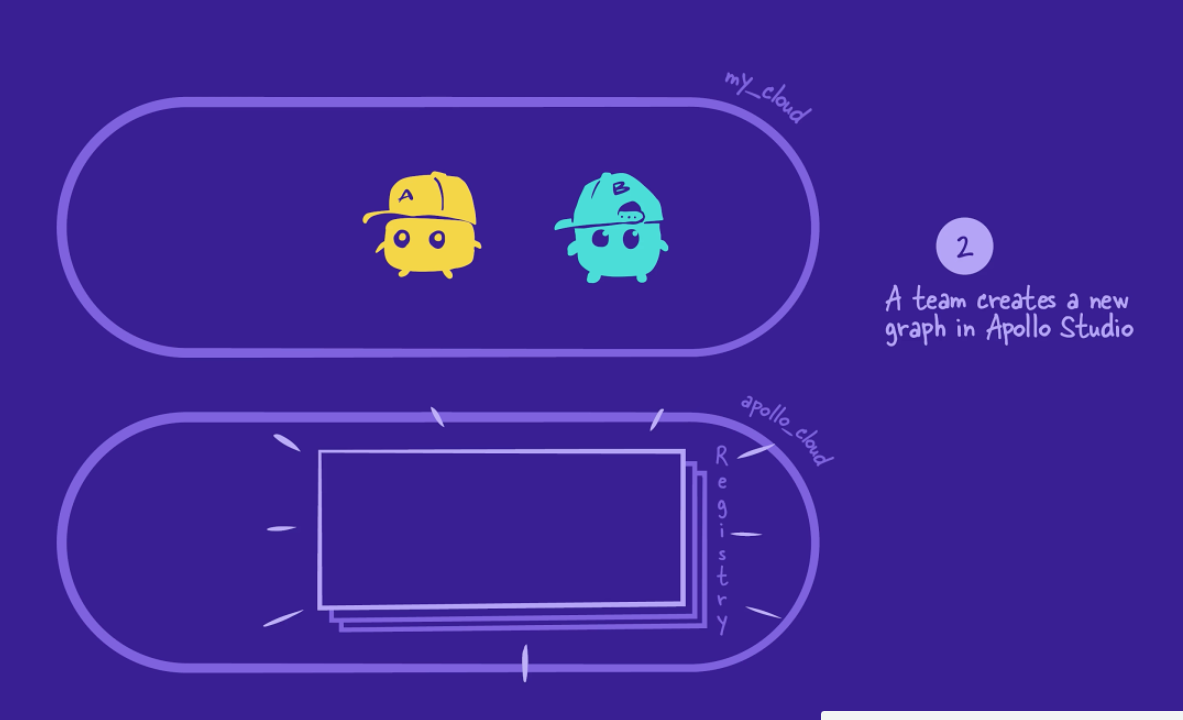 my_cloud
A
B
2
A team creates a new
graph in Apollo Studio
apollo_cloud
Registry